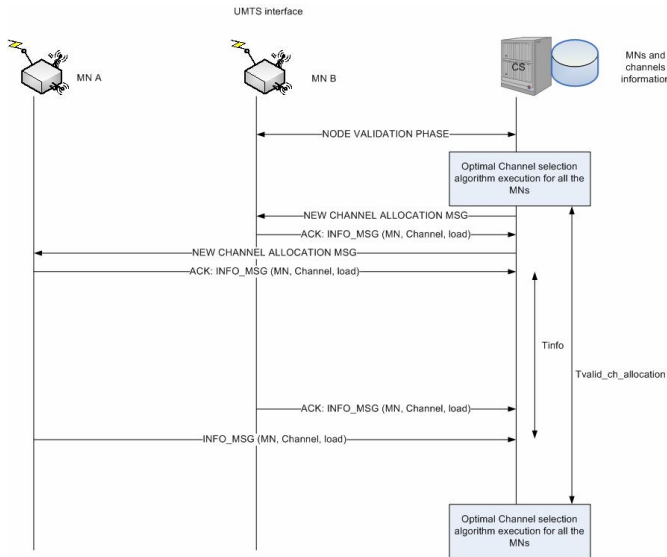 UMTS interface
MN A
MN B
CS
MNs and
channels
information
NODE VALIDATION PHASE
Optimal Channel selection
algorithm execution for all the
MNs
NEW CHANNEL ALLOCATION MSG
ACK: INFO_MSG (MN, Channel, load)
NEW CHANNEL ALLOCATION MSG
ACK: INFO_MSG (MN, Channel, load)
Tinfo
Tvalid_ch_allocation
ACK: INFO_MSG (MN, Channel, load)
INFO_MSG (MN, Channel, load)
Optimal Channel selection
algorithm execution for all the
MNs